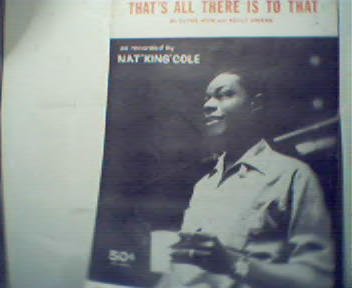 THAT'S ALL THERE IS TO THAT
as recorded by
NAT "KING" COLE
50¢